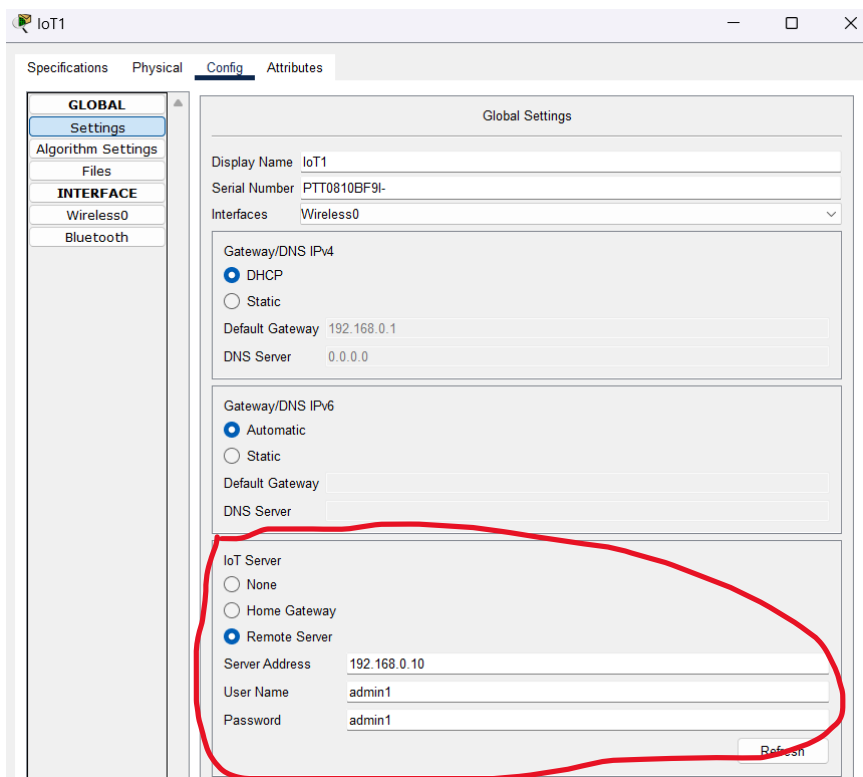 IoT1
Specifications Physical Config Attributes
GLOBAL
Settings
Algorithm Settings
Files
INTERFACE
Wireless0
Bluetooth
Global Settings
Display Name IoT1
Serial Number PTT0810BF9I-
Interfaces Wireless0
Gateway/DNS IPv4
DHCP
Static
Default Gateway 192.168.0.1
DNS Server 0.0.0.0
Gateway/DNS IPv6
Automatic
Static
Default Gateway
DNS Server
IoT Server
None
Home Gateway
Remote Server
Server Address 192.168.0.10
User Name admin1
Password admin1
Refresh